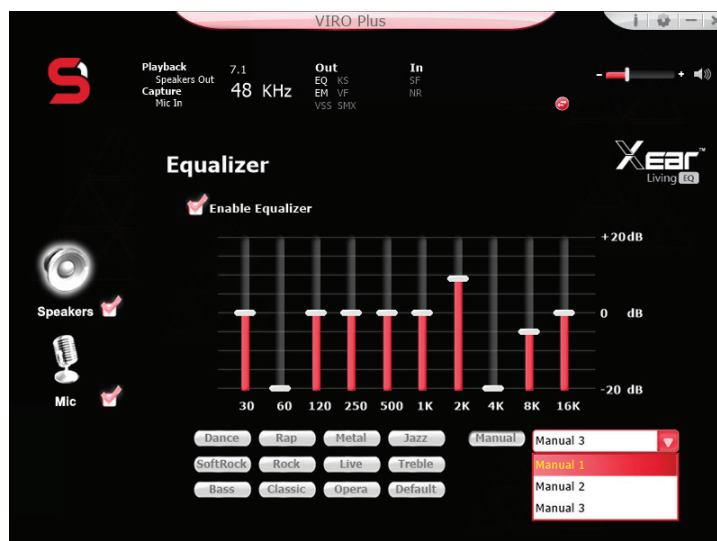 VIRO Plus
Playback 7.1 Out In
Speakers Out EQ KS SF
Capture 48 KHz EM VF NR
Mic In VSS SMX
Xear™
Living EQ
Equalizer
Enable Equalizer
+20dB
0 dB
-20 dB
Speakers
Mic
30 60 120 250 500 1K 2K 4K 8K 16K
Dance Rap Metal Jazz Manual Manual 3
SoftRock Rock Live Treble Manual 1
Bass Classic Opera Default Manual 2
Manual 3